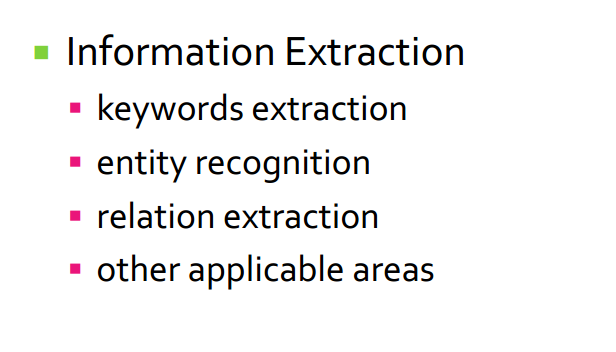 Information Extraction
keywords extraction
entity recognition
relation extraction
other applicable areas